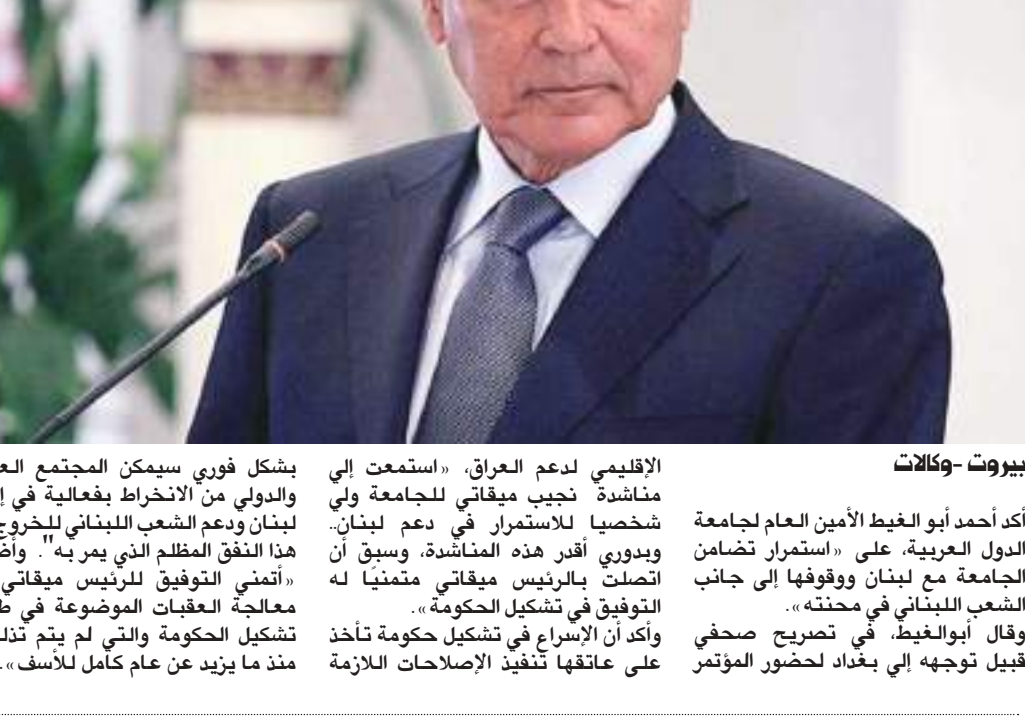 بيروت -وكالات
أكد أحمد أبو الغيط الأمين العام لجامعة
الدول العربية، على «استمرار تضامن
الجامعة مع لبنان ووقوفها إلى جانب
الشعب اللبناني في محنته».
وقال أبوالغيط، في تصريح صحفي
قبيل توجهه إلي بغداد لحضور المؤتمر
الإقليمي لدعم العراق، «استمعت إلي
مناشدة نجيب ميقاتي للجامعة ولي
شخصيا للاستمرار في دعم لبنان..
وبدوري أقدر هذه المناشدة، وسبق أن
اتصلت بالرئيس ميقاتي متمنيًا له
التوفيق في تشكيل الحكومة».
وأكد أن الإسراع في تشكيل حكومة تأخذ
على عاتقها تنفيذ الإصلاحات اللازمة
بشكل فوري سيمكن المجتمع
والدولي من الانخراط بفعالية في
لبنان ودعم الشعب اللبناني للخروج
هذا النفق المظلم الذي يمر به". 
«أتمني التوفيق للرئيس ميقاتي
معالجة العقبات الموضوعة في
تشكيل الحكومة والتي لم يتم
منذ ما يزيد عن عام كامل للأسف».